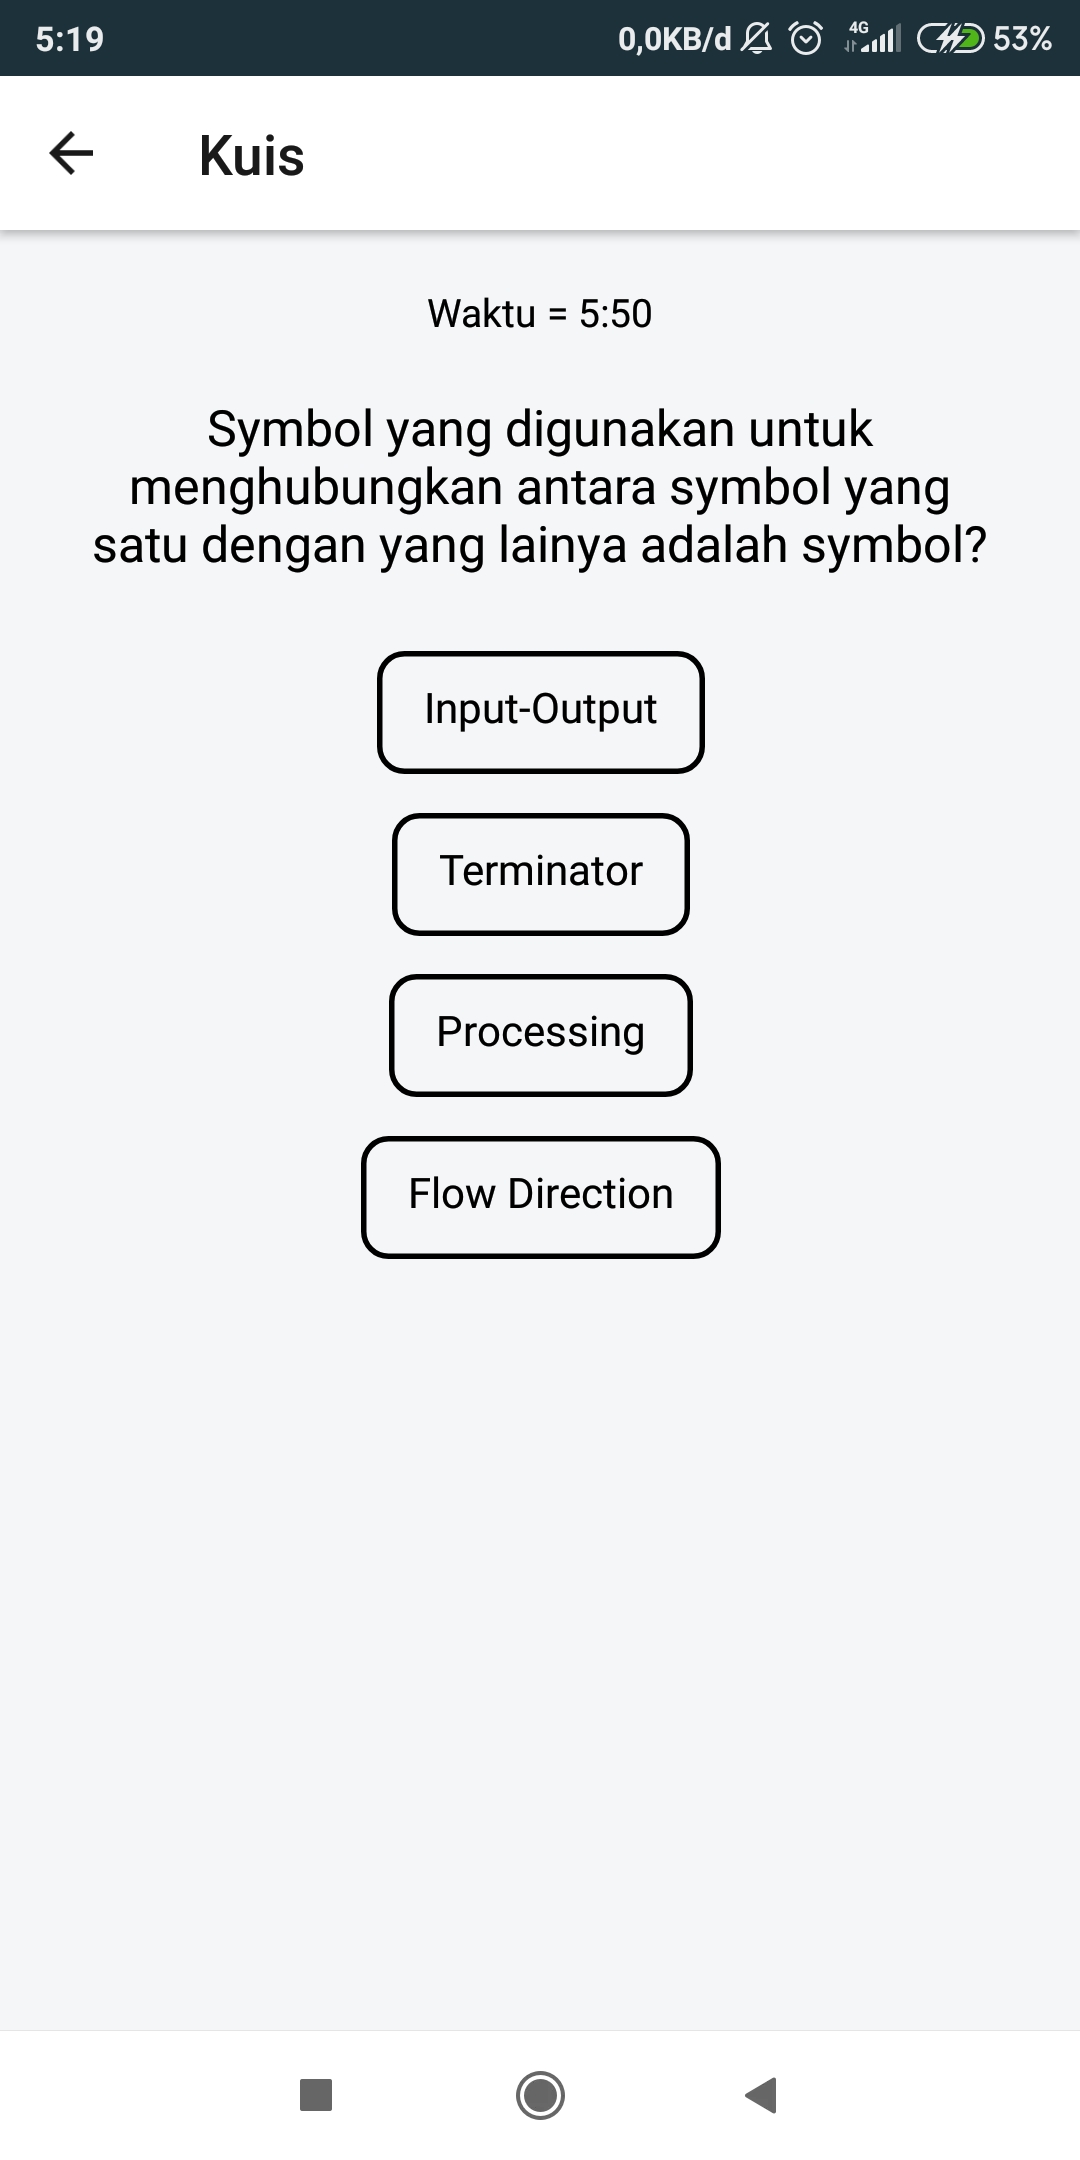 5:19
0,0KB/d 4G 53%
Kuis
Waktu = 5:50
Symbol yang digunakan untuk
menghubungkan antara symbol yang
satu dengan yang lainya adalah symbol?
Input-Output
Terminator
Processing
Flow Direction